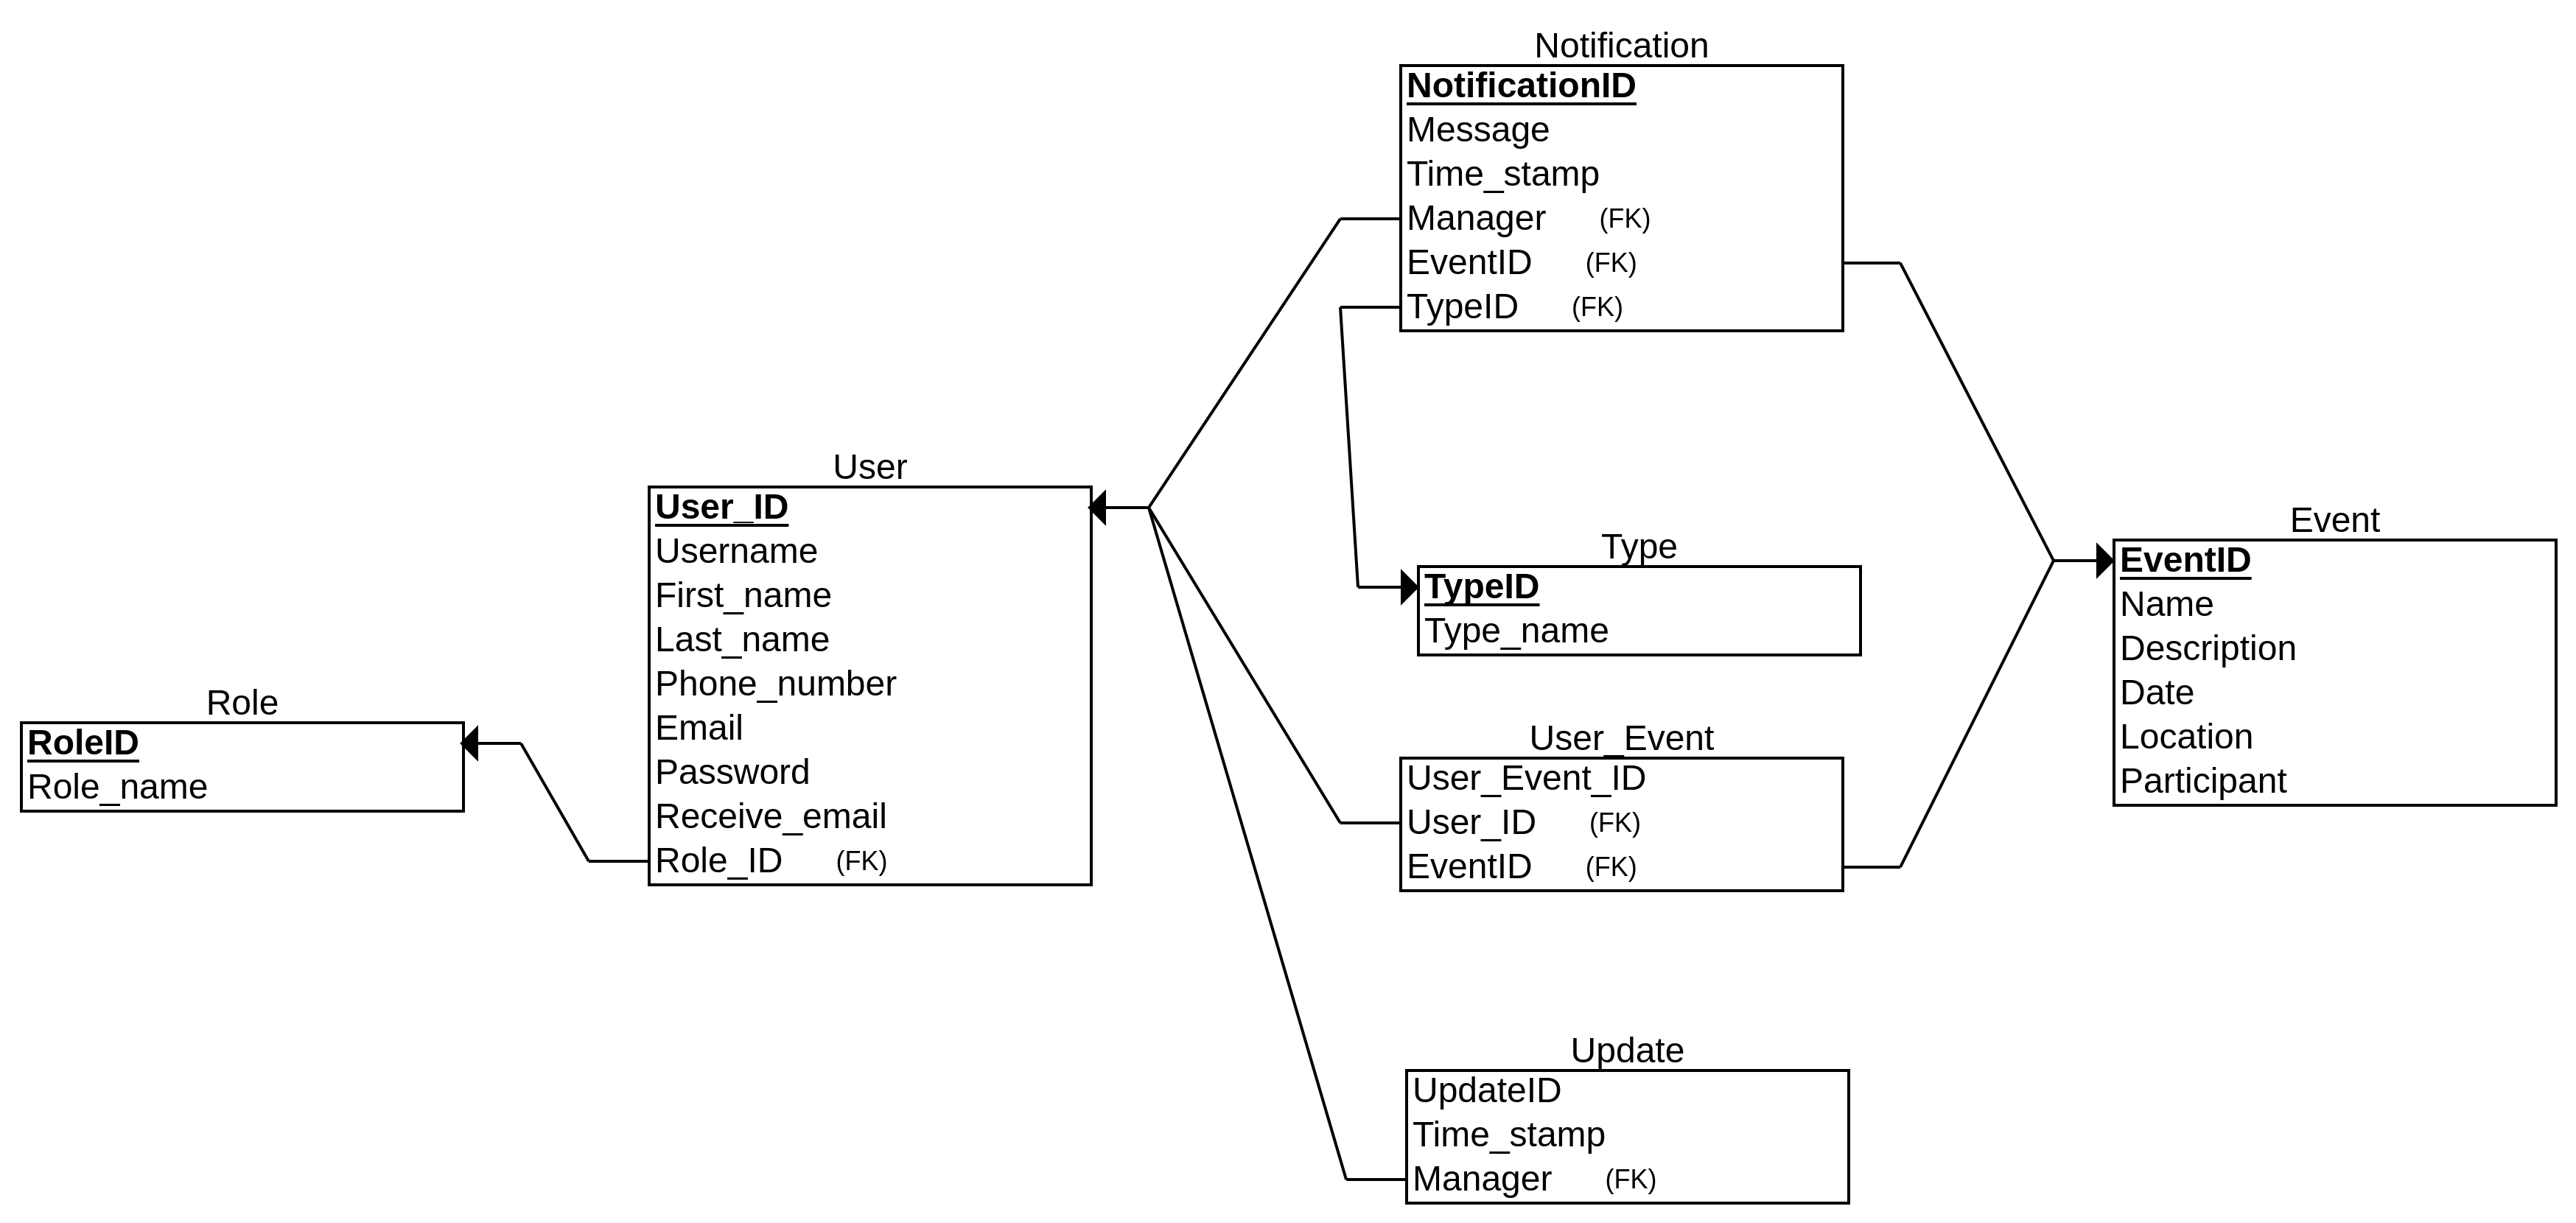 Notification
NotificationID
Message
Time_stamp
Manager (FK)
EventID (FK)
TypeID (FK)
User
User_ID
Username
First_name
Last_name
Phone_number
Email
Password
Receive_email
Role_ID (FK)
Role
RoleID
Role_name
Type
TypeID
Type_name
User_Event
User_Event_ID
User_ID (FK)
EventID (FK)
Event
EventID
Name
Description
Date
Location
Participant
Update
UpdateID
Time_stamp
Manager (FK)